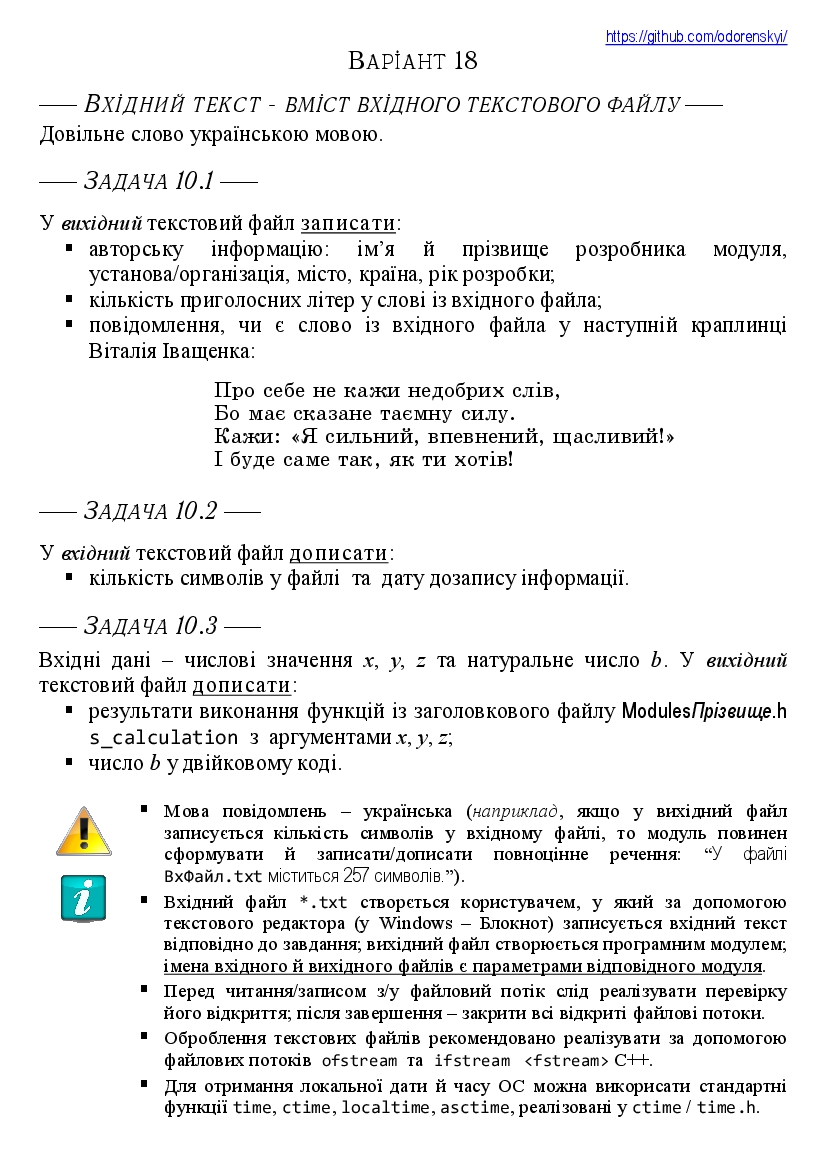 https://github.com/odorenskyi/
ВАРІАНТ 18
ВХІДНИЙ ТЕКСТ - ВМІСТ ВХІДНОГО ТЕКСТОВОГО ФАЙЛУ
Довільне слово українською мовою.
ЗАДАЧА 10.1
У вихідний текстовий файл записати:
▪ авторську інформацію: ім’я й прізвище розробника модуля,
установа/організація, місто, країна, рік розробки;
▪ кількість приголосних літер у слові із вхідного файла;
▪ повідомлення, чи є слово із вхідного файла у наступній краплинці
Віталія Іващенка:
Про себе не кажи недобрих слів,
Бо має сказане таємну силу.
Кажи: «Я сильний, впевнений, щасливий!»
І буде саме так, як ти хотів!
ЗАДАЧА 10.2
У вхідний текстовий файл дописати:
▪ кількість символів у файлі та дату дозапису інформації.
ЗАДАЧА 10.3
Вхідні дані – числові значення x, y, z та натуральне число b. У вихідний
текстовий файл дописати:
▪ результати виконання функцій із заголовкового файлу ModulesПрізвище.h
s_calculation з аргументами x, y, z;
▪ число b у двійковому коді.
▪ Мова повідомлень – українська (наприклад, якщо у вихідний файл
записується кількість символів у вхідному файлі, то модуль повинен
сформувати й записати/дописати повноцінне речення: “У файлі
ВхФайл.txt міститься 257 символів.”).
▪ Вхідний файл *.txt створється користувачем, у який за допомогою
текстового редактора (у Windows – Блокнот) записується вхідний текст
відповідно до завдання; вихідний файл створюється програмним модулем;
імена вхідного й вихідного файлів є параметрами відповідного модуля.
▪ Перед читання/записом з/у файловий потік слід реалізувати перевірку
його відкриття; після завершення – закрити всі відкриті файлові потоки.
▪ Оброблення текстових файлів рекомендовано реалізувати за допомогою
файлових потоків ofstream та ifstream <fstream> С++.
▪ Для отримання локальної дати й часу ОС можна використи стандартні
функції time, ctime, localtime, asctime, реалізовані у ctime / time.h.